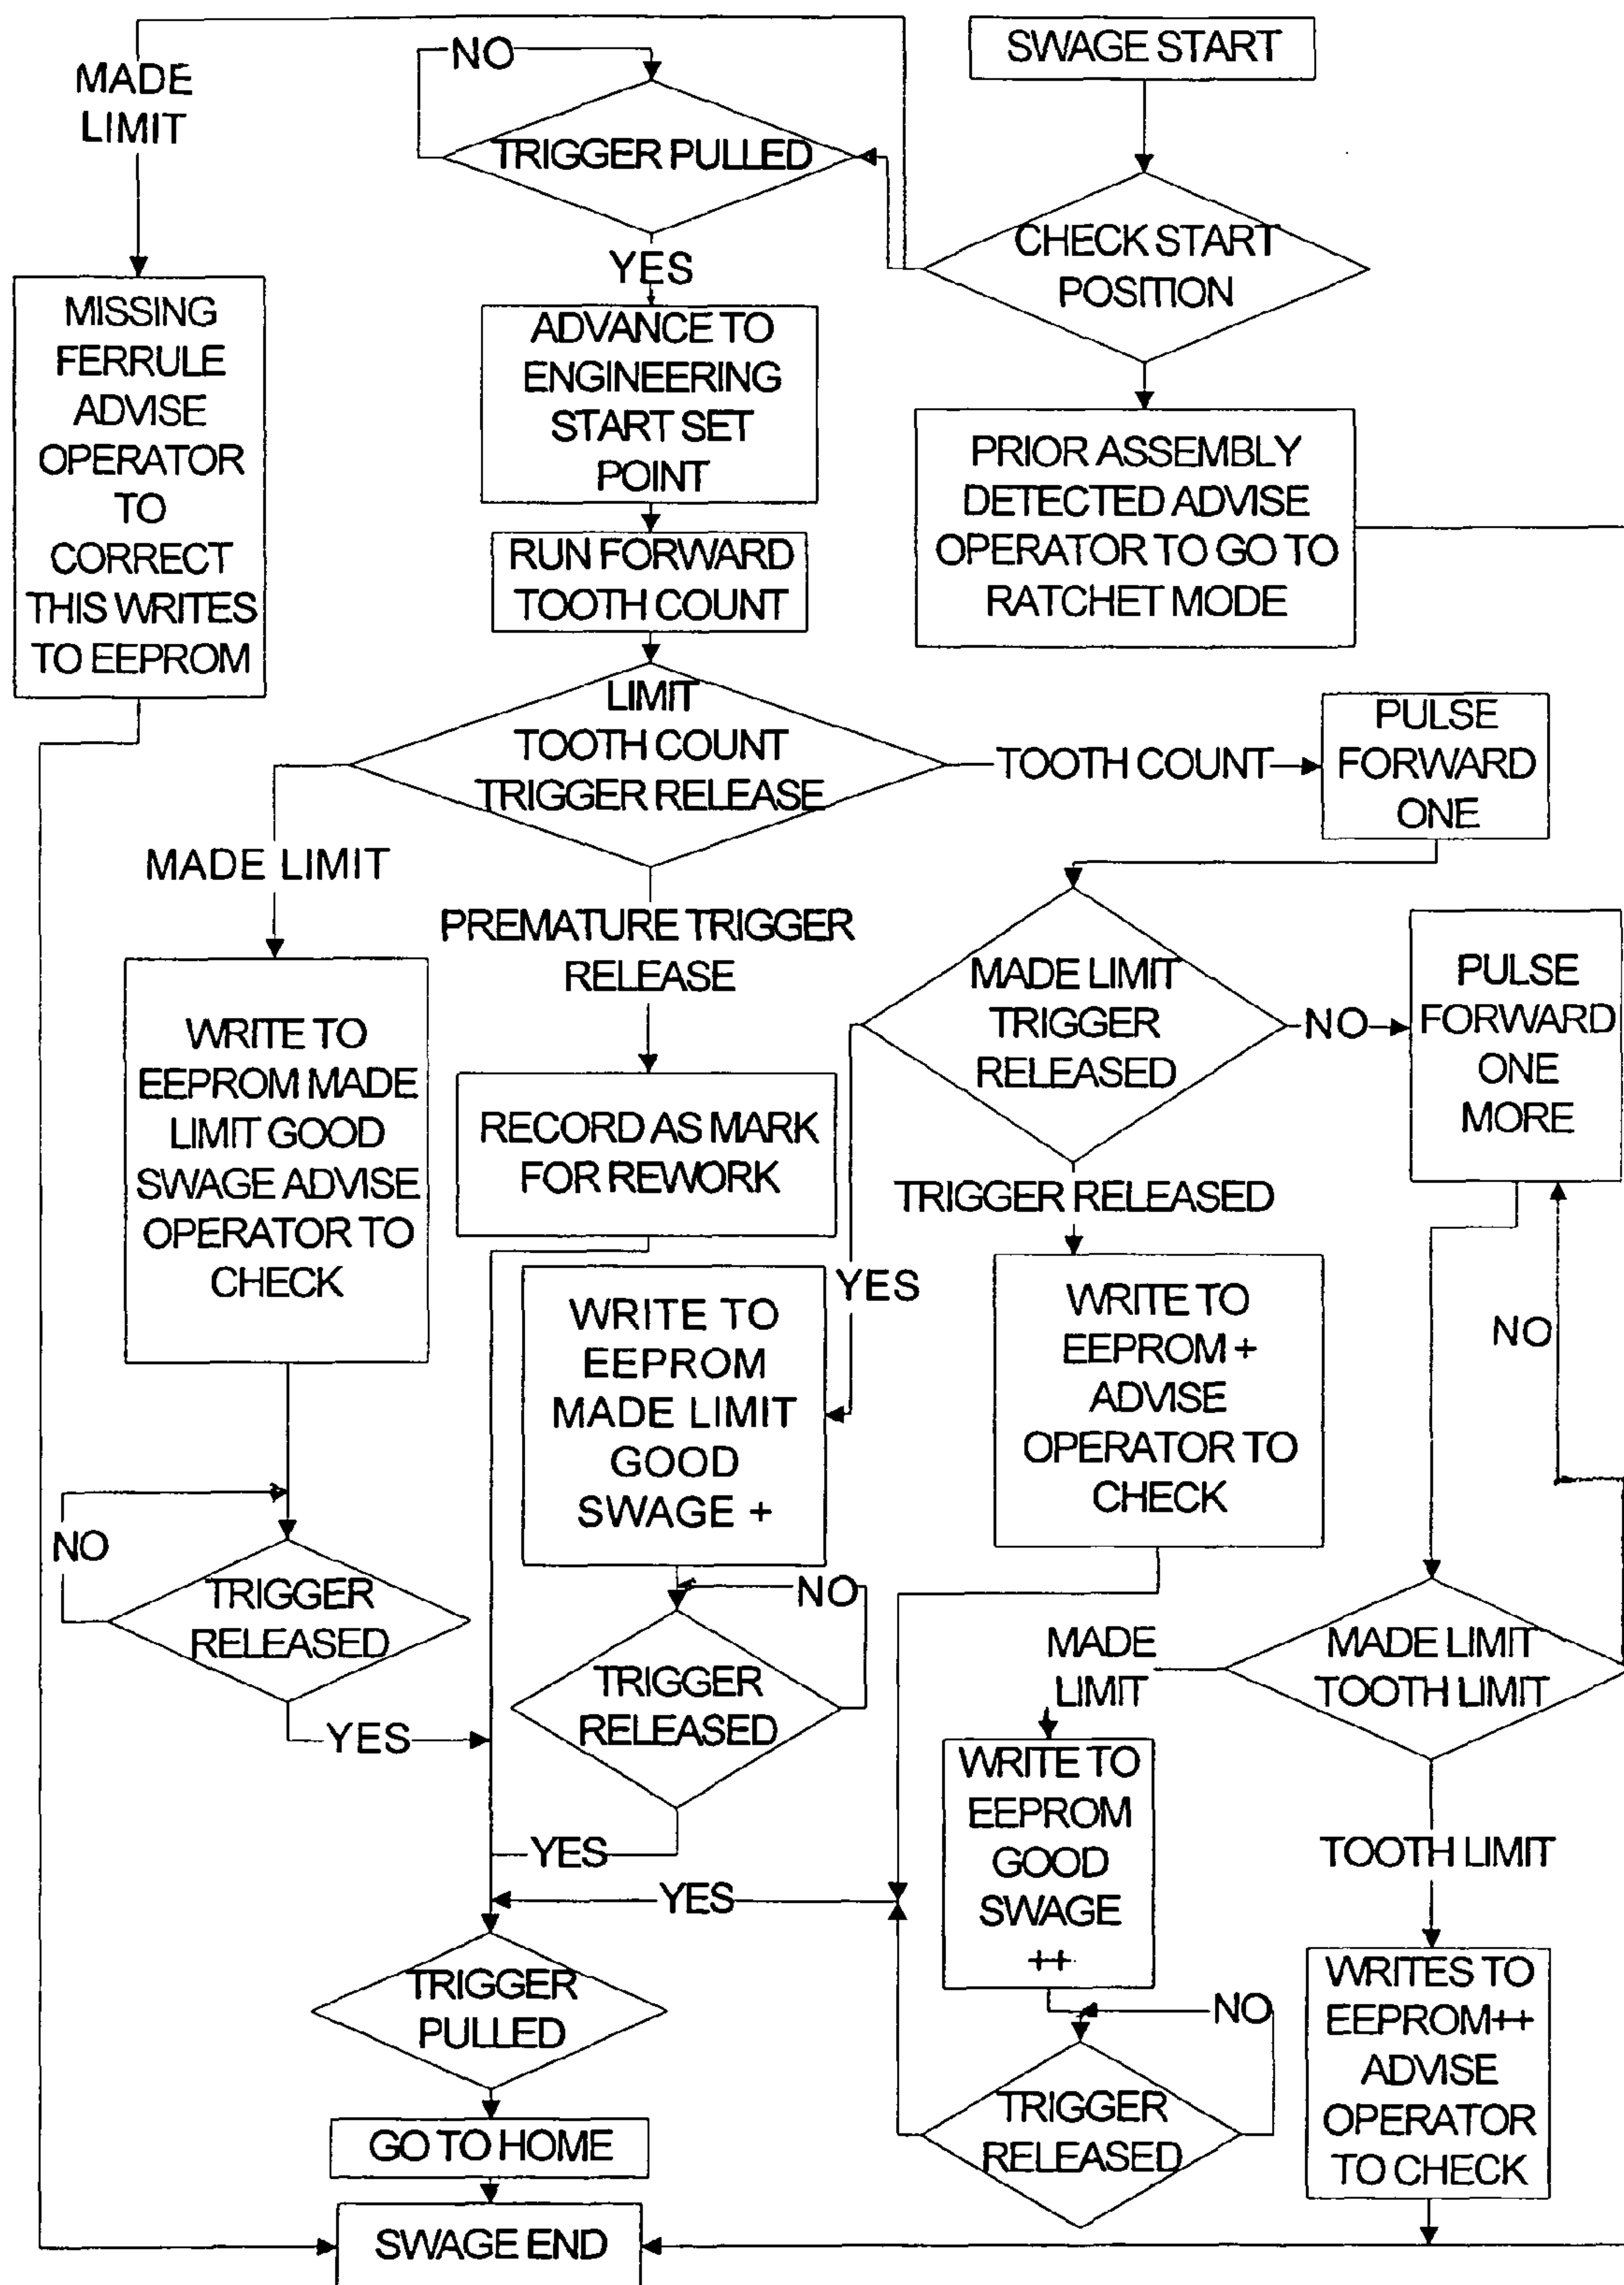 SWAGE START
NO
MADE
LIMIT
TRIGGER PULLED
CHECK START
POSITION
YES
MISSING
FERRULE
ADVISE
OPERATOR
TO
CORRECT
THIS WRITES
TO EEPROM
ADVANCE TO
ENGINEERING
START SET
POINT
PRIOR ASSEMBLY
DETECTED ADVISE
OPERATOR TO GO TO
RATCHET MODE
RUN FORWARD
TOOTH COUNT
LIMIT
TOOTH COUNT
TRIGGER RELEASE
TOOTH COUNT
PULSE
FORWARD
ONE
MADE LIMIT
PREMATURE TRIGGER
RELEASE
MADE LIMIT
TRIGGER
RELEASED
NO
PULSE
FORWARD
ONE
MORE
WRITE TO
EEPROM MADE
LIMIT GOOD
SWAGE ADVISE
OPERATOR TO
CHECK
RECORD AS MARK
FOR REWORK
TRIGGER RELEASED
YES
WRITE TO
EEPROM
MADE LIMIT
GOOD
SWAGE +
WRITE TO
EEPROM +
ADVISE
OPERATOR TO
CHECK
NO
NO
TRIGGER
RELEASED
YES
NO
TRIGGER
RELEASED
YES
MADE
LIMIT
MADE LIMIT
TOOTH LIMIT
WRITE TO
EEPROM
GOOD
SWAGE
++
TOOTH LIMIT
YES
TRIGGER
PULLED
NO
TRIGGER
RELEASED
WRITES TO
EEPROM++
ADVISE
OPERATOR
TO CHECK
GO TO HOME
SWAGE END